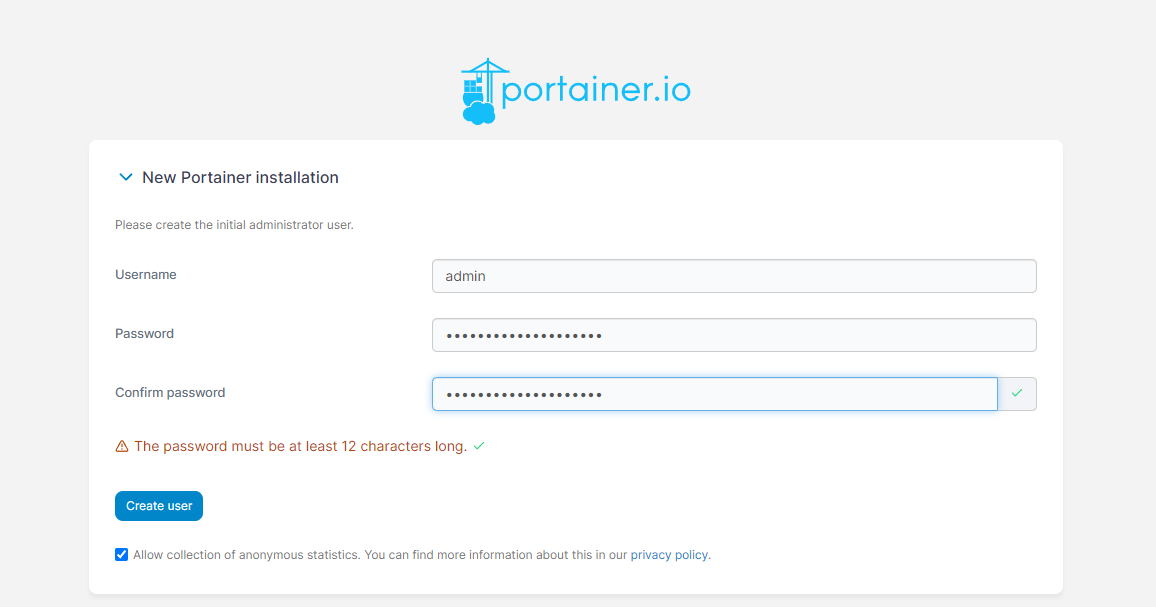 portainer.io
New Portainer installation
Please create the initial administrator user.
Username
admin
Password
••••••••••••••••••••
Confirm password
••••••••••••••••••••
The password must be at least 12 characters long.
Create user
Allow collection of anonymous statistics. You can find more information about this in our privacy policy.